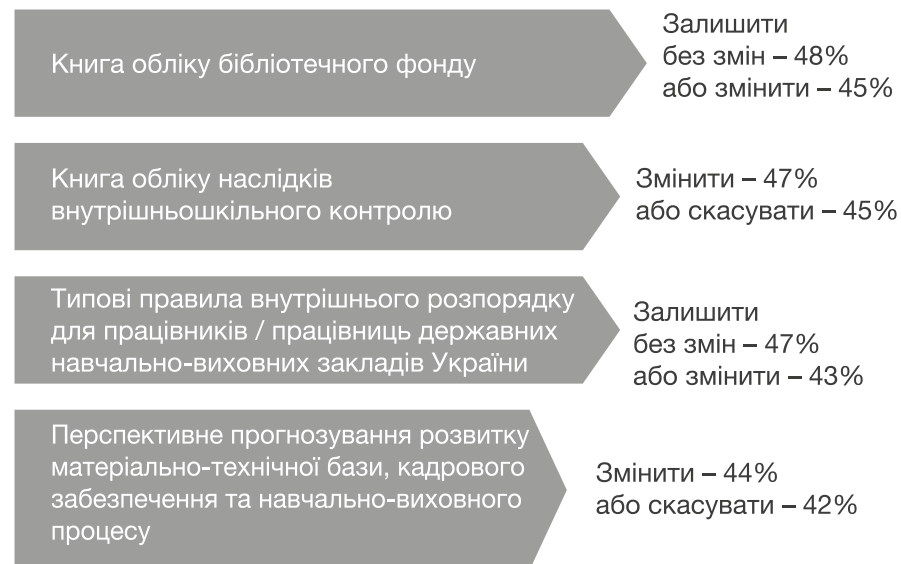 Книга обліку бібліотечного фонду
Залишити
без змін – 48%
або змінити – 45%
Книга обліку наслідків
внутрішньошкільного контролю
Змінити – 47%
або скасувати – 45%
Типові правила внутрішнього розпорядку
для працівників / працівниць державних
навчально-виховних закладів України
Залишити
без змін – 47%
або змінити – 43%
Перспективне прогнозування розвитку
матеріально-технічної бази, кадрового
забезпечення та навчально-виховного
процесу
Змінити – 44%
або скасувати – 42%